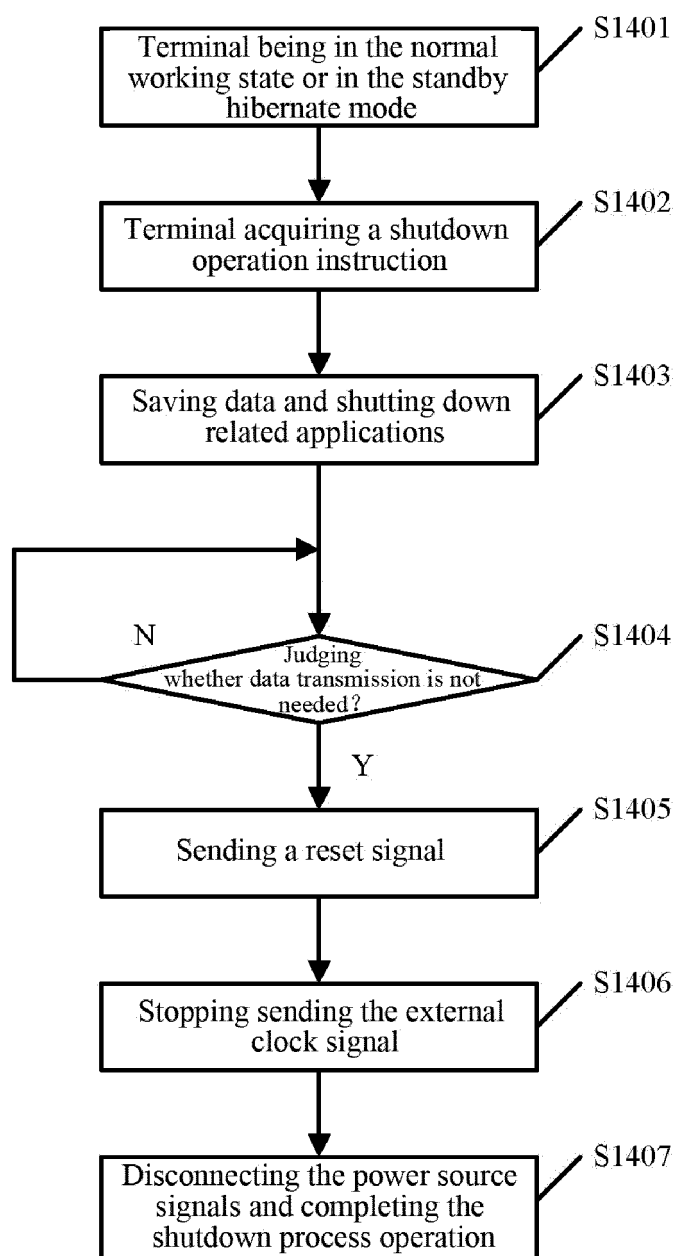 S1401
Terminal being in the normal
working state or in the standby
hibernate mode
S1402
Terminal acquiring a shutdown
operation instruction
S1403
Saving data and shutting down
related applications
N
S1404
Judging
whether data transmission is not
needed?
Y
S1405
Sending a reset signal
S1406
Stopping sending the external
clock signal
S1407
Disconnecting the power source
signals and completing the
shutdown process operation